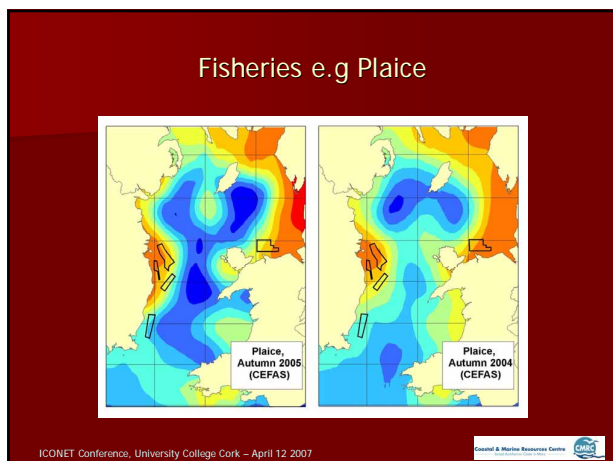 Fisheries e.g Plaice
Plaice,
Autumn 2005
(CEFAS)
Plaice,
Autumn 2004
(CEFAS)
ICONET Conference, University College Cork – April 12 2007
Coastal & Marine Resources Centre
CMRC